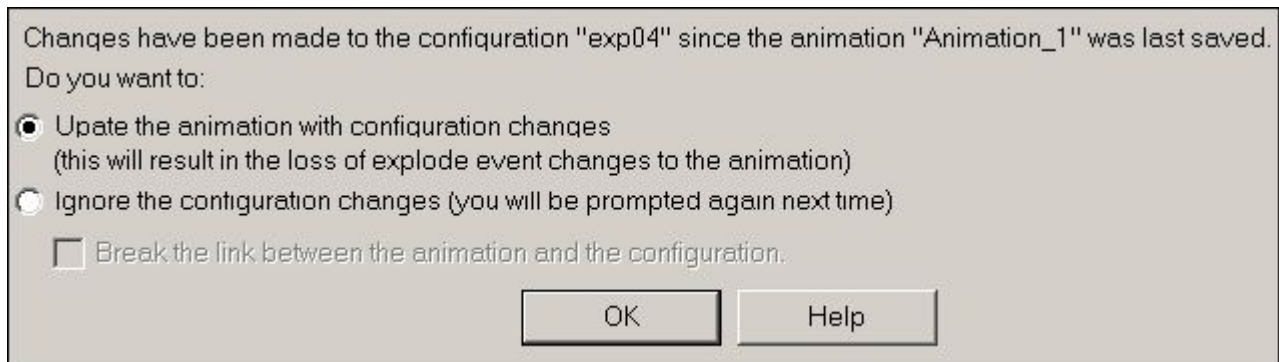 Changes have been made to the configuration "exp04" since the animation "Animation_1" was last saved.
Do you want to:
Upate the animation with configuration changes
(this will result in the loss of explode event changes to the animation)
Ignore the configuration changes (you will be prompted again next time)
Break the link between the animation and the configuration.
OK Help